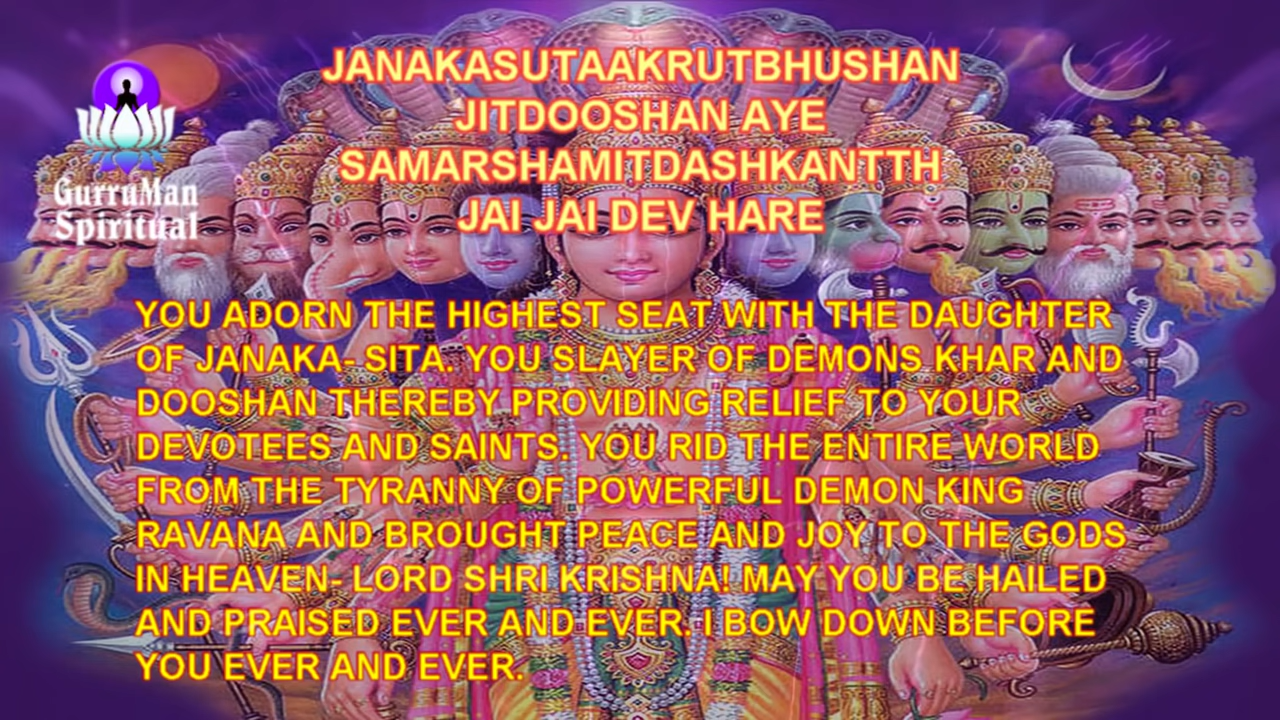 JANAKASUTAAKRUTBHUSHAN
JITDOOSHAN AYE
SAMARSHAMITDASHKANTTH
JAI JAI DEV HARE
GurruMan
Spiritual
YOU ADORN THE HIGHEST SEAT WITH THE DAUGHTER
OF JANAKA- SITA. YOU SLAYER OF DEMONS KHAR AND
DOOSHAN THEREBY PROVIDING RELIEF TO YOUR
DEVOTEES AND SAINTS. YOU RID THE ENTIRE WORLD
FROM THE TYRANNY OF POWERFUL DEMON KING
RAVANA AND BROUGHT PEACE AND JOY TO THE GODS
IN HEAVEN- LORD SHRI KRISHNA! MAY YOU BE HAILED
AND PRAISED EVER AND EVER. I BOW DOWN BEFORE
YOU EVER AND EVER.